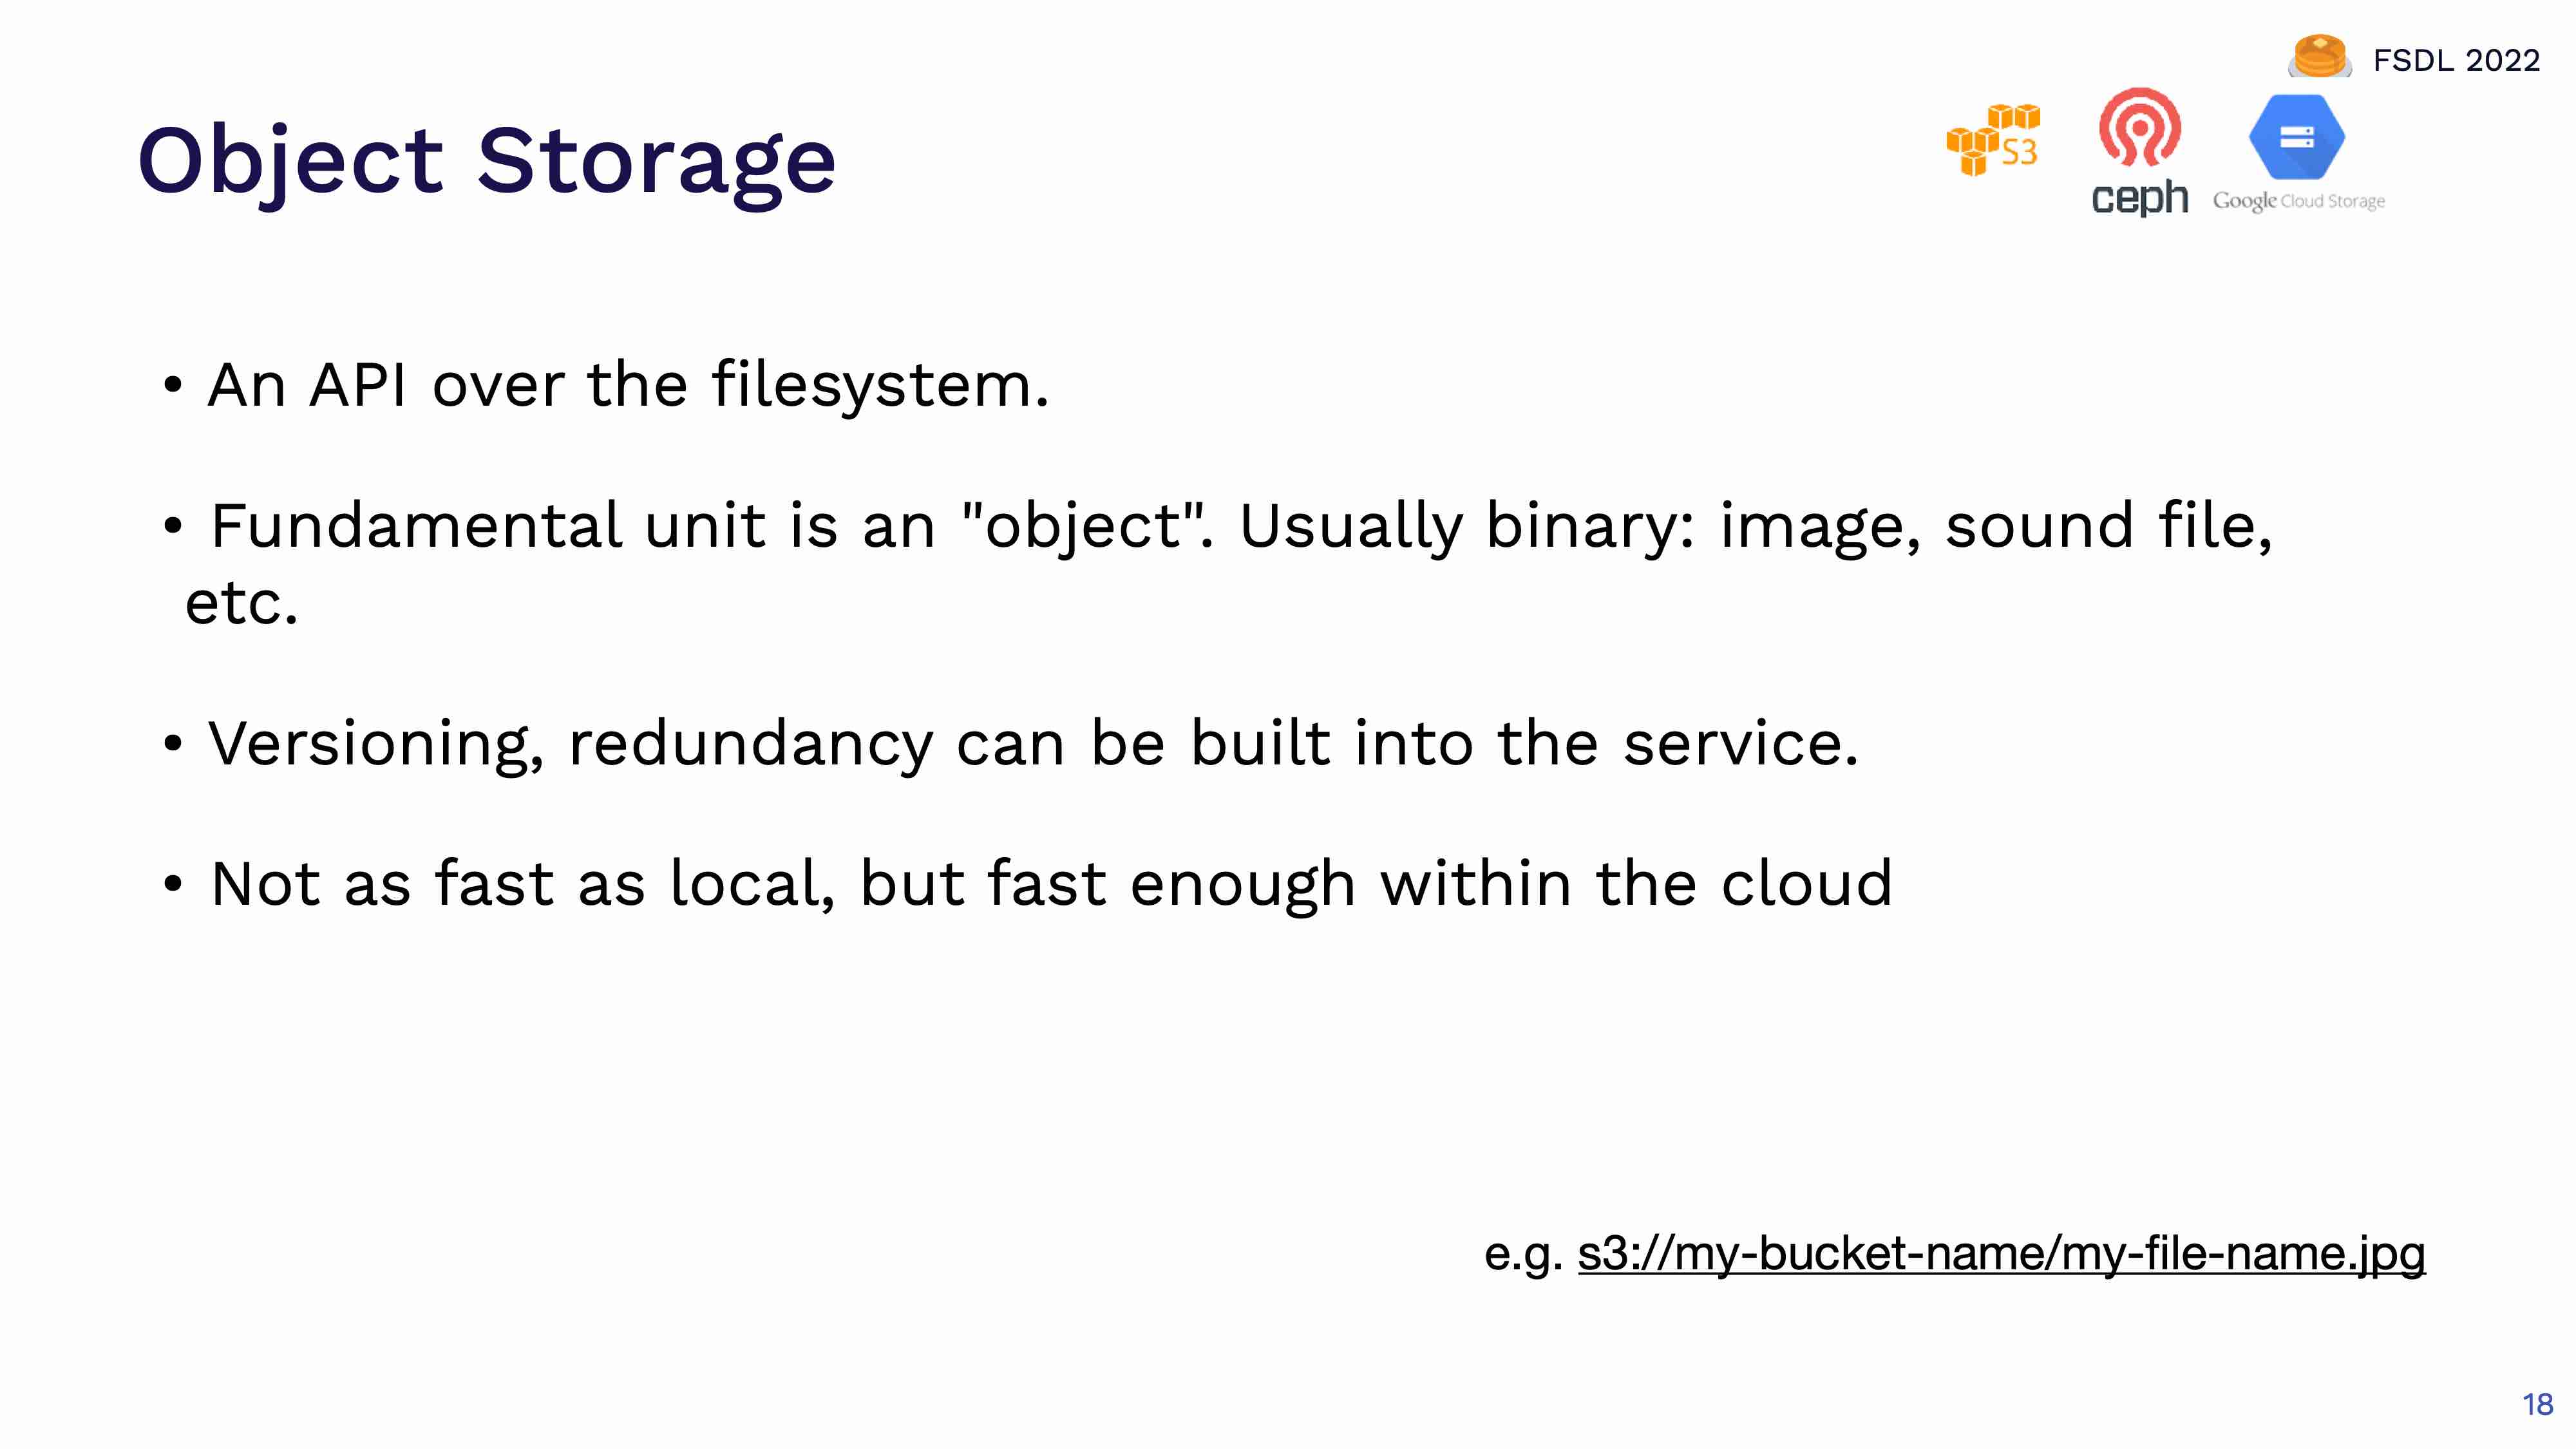 FSDL 2022
Object Storage
S3
ceph
Google Cloud Storage
• An API over the filesystem.
• Fundamental unit is an "object". Usually binary: image, sound file,
etc.
• Versioning, redundancy can be built into the service.
• Not as fast as local, but fast enough within the cloud
e.g. s3://my-bucket-name/my-file-name.jpg
18